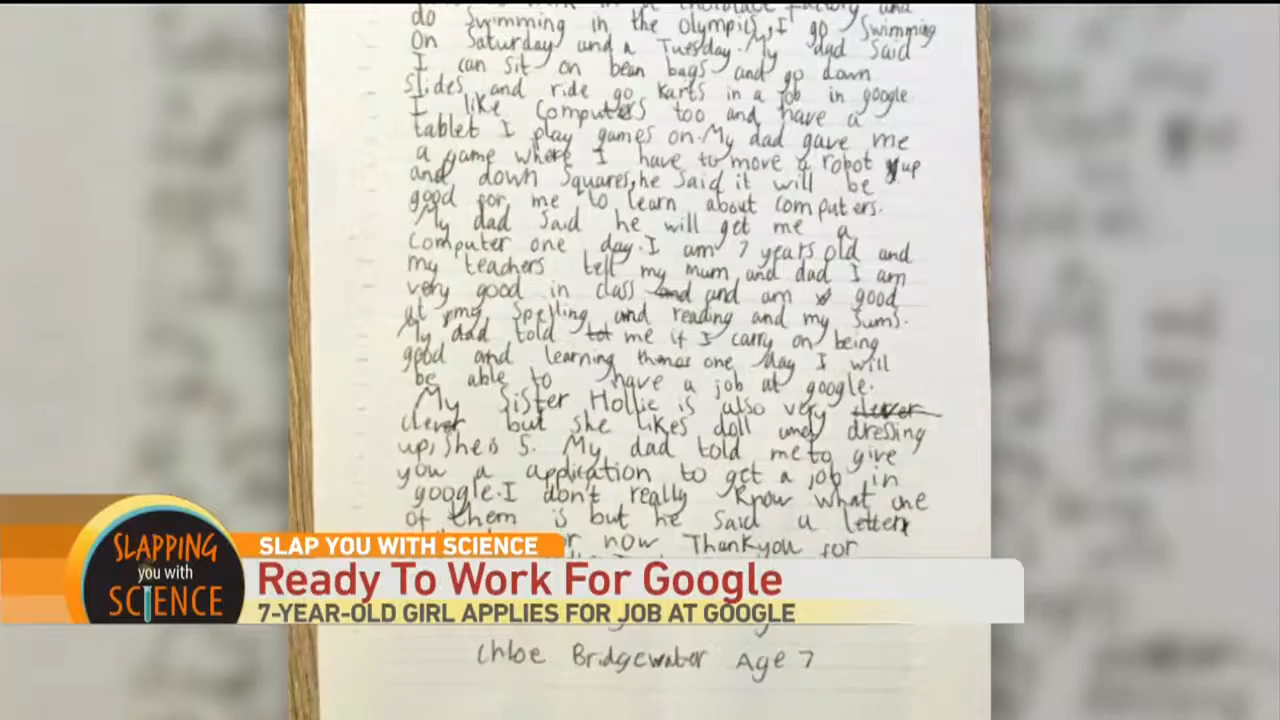 do Swimming in the olympics, I go Swimming
On Saturday and a Tuesday. My dad said
I can sit on bean bags and go down
Slides and ride go karts in a job in google
I like computers too and have a
tablet I play games on. My dad gave me
a game where I have to move a robot up
and down Squares, he Said it will be
good for me to learn about computers.
My dad Said he will get me a
Computer one day. I am 7 years old and
my teachers tell my mum and dad I am
very good in class and and am good
at my Spelling and reading and my Sums.
My dad told tot me if I carry on being
good and learning one day I will
be able to have a job at google.
My Sister Hollie is also very clever
clever but she likes doll and dressing
up, She is 5. My dad told me to give
you a application to get a job in
google. I don't really know what one
of them is but he Said a letter
now Thankyou for
SLAPPING
you with
SCIENCE
SLAP YOU WITH SCIENCE
Ready To Work For Google
7-YEAR-OLD GIRL APPLIES FOR JOB AT GOOGLE
Chloe Bridgewater Age 7